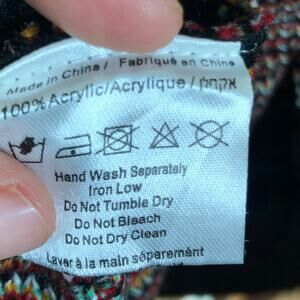 Made in China / Fabriqué en Chine
100% Acrylic/Acrylique / אקרילן
Hand Wash Separately
Iron Low
Do Not Tumble Dry
Do Not Bleach
Do Not Dry Clean
Laver à la main séparément